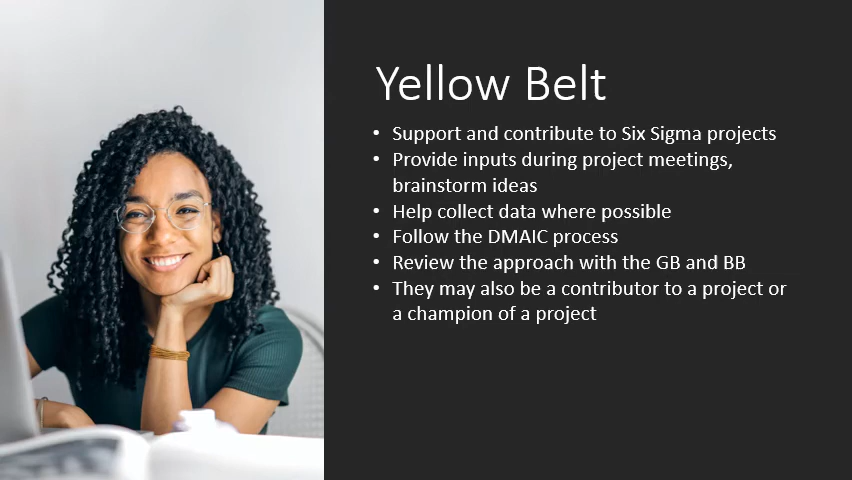 Yellow Belt
• Support and contribute to Six Sigma projects
• Provide inputs during project meetings,
brainstorm ideas
• Help collect data where possible
• Follow the DMAIC process
• Review the approach with the GB and BB
• They may also be a contributor to a project or
a champion of a project